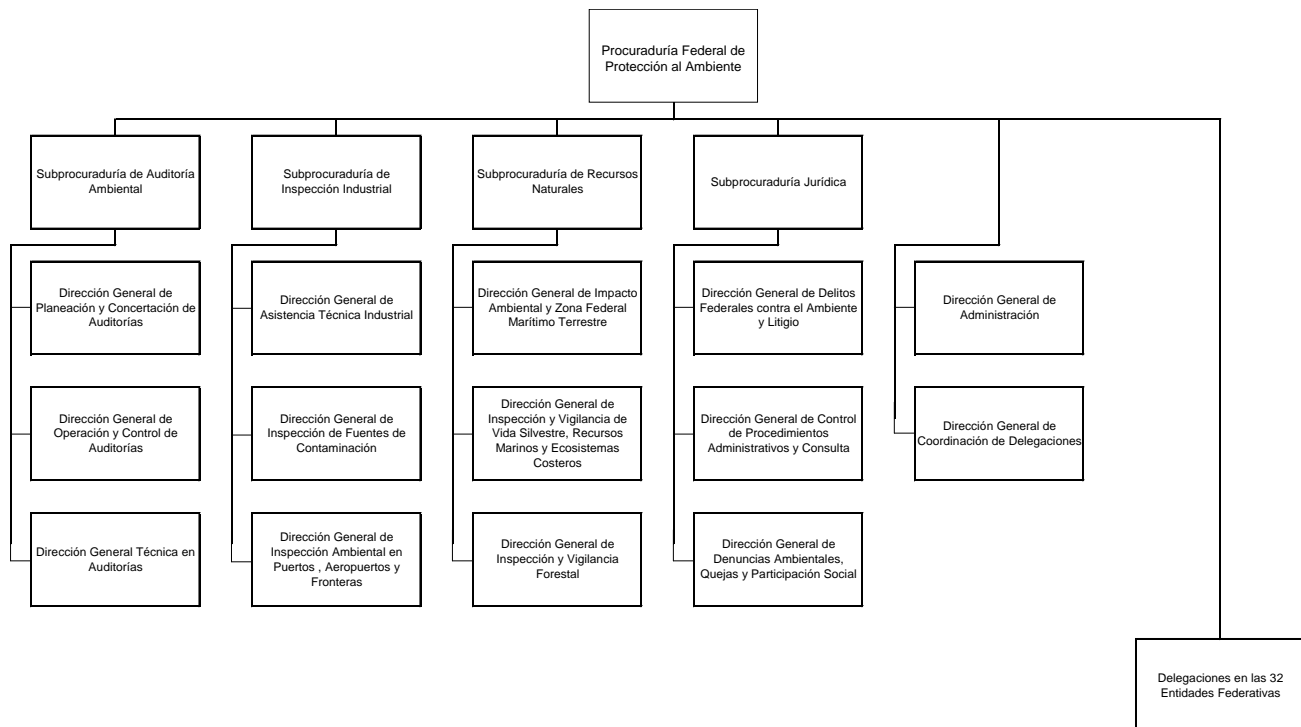 Procuraduría Federal de
Protección al Ambiente
Subprocuraduría de Auditoría
Ambiental
Subprocuraduría de
Inspección Industrial
Subprocuraduría de Recursos
Naturales
Subprocuraduría Jurídica
Dirección General de
Planeación y Concertación de
Auditorías
Dirección General de
Asistencia Técnica Industrial
Dirección General de Impacto
Ambiental y Zona Federal
Marítimo Terrestre
Dirección General de Delitos
Federales contra el Ambiente
y Litigio
Dirección General de
Administración
Dirección General de
Operación y Control de
Auditorías
Dirección General de
Inspección de Fuentes de
Contaminación
Dirección General de
Inspección y Vigilancia de
Vida Silvestre, Recursos
Marinos y Ecosistemas
Costeros
Dirección General de Control
de Procedimientos
Administrativos y Consulta
Dirección General de
Coordinación de Delegaciones
Dirección General Técnica en
Auditorías
Dirección General de
Inspección Ambiental en
Puertos , Aeropuertos y
Fronteras
Dirección General de
Inspección y Vigilancia
Forestal
Dirección General de
Denuncias Ambientales,
Quejas y Participación Social
Delegaciones en las 32
Entidades Federativas